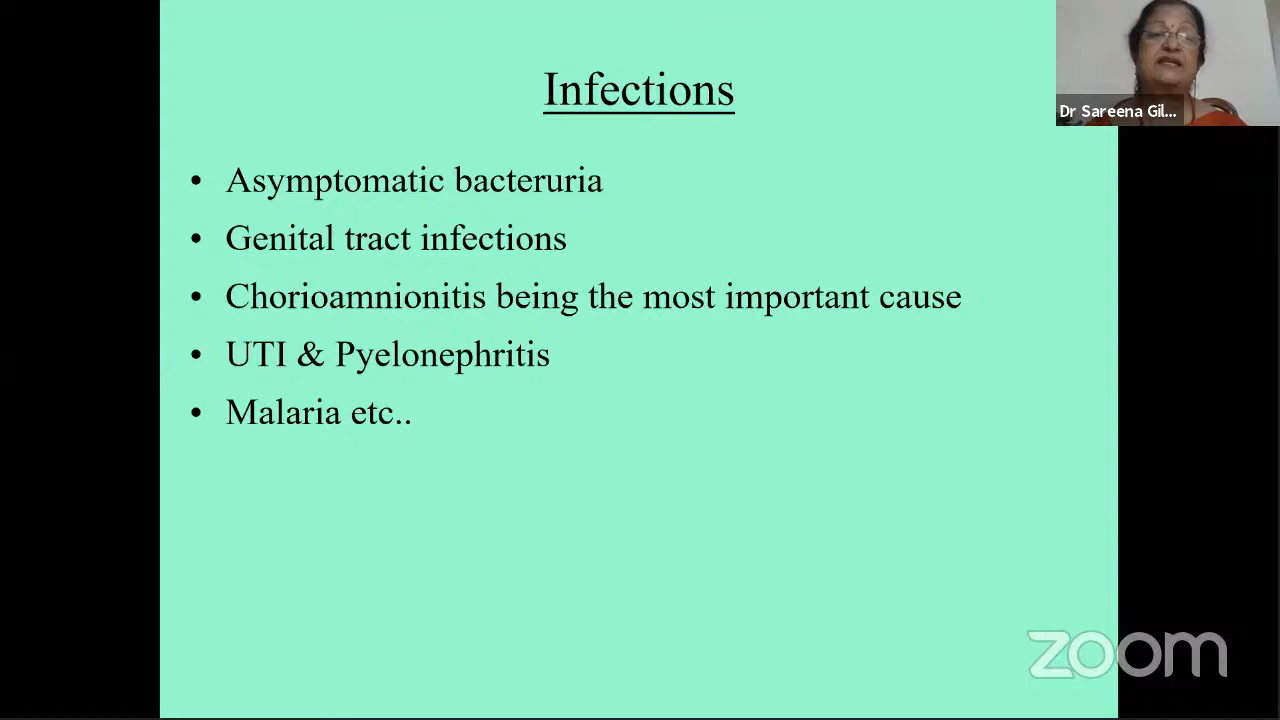 Infections
Dr Sareena Gil...
• Asymptomatic bacteruria
• Genital tract infections
• Chorioamnionitis being the most important cause
• UTI & Pyelonephritis
• Malaria etc..
zoom